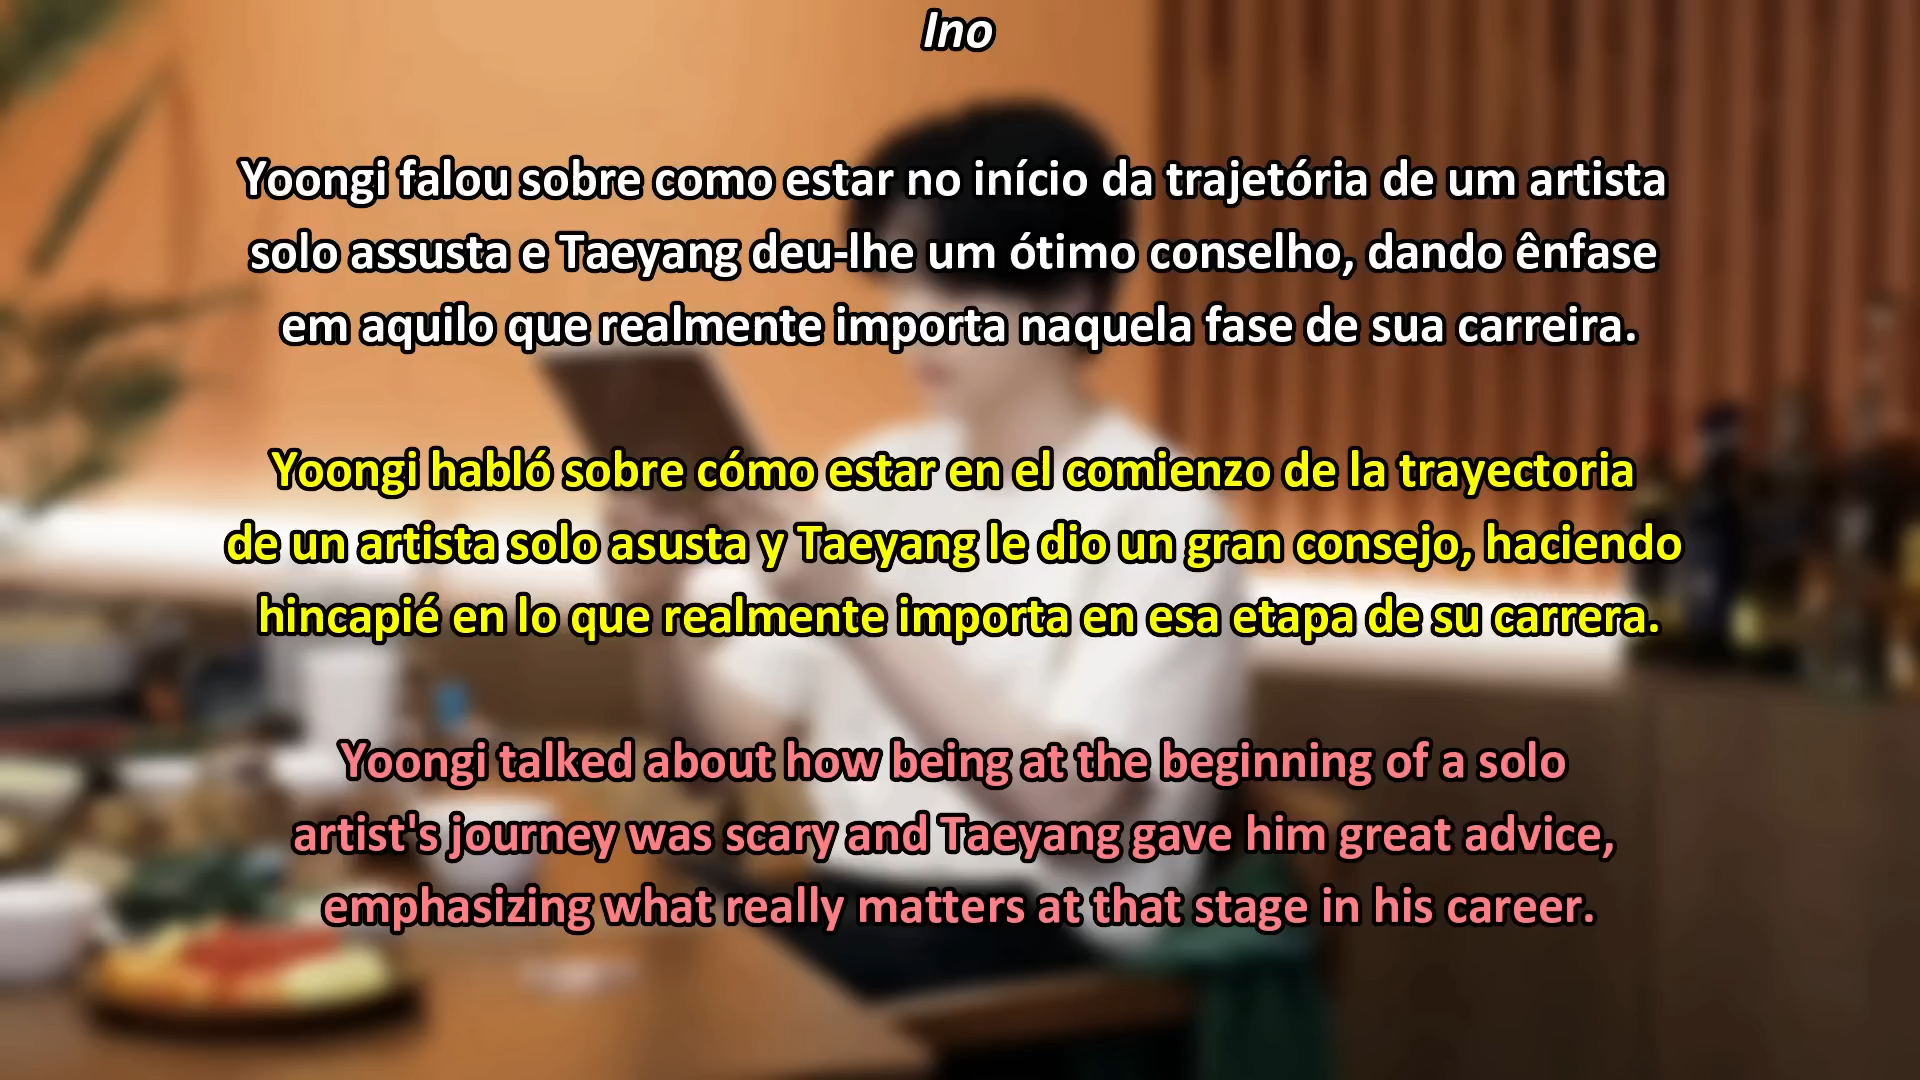 Ino
Yoongi falou sobre como estar no início da trajetória de um artista
solo assusta e Taeyang deu-lhe um ótimo conselho, dando ênfase
em aquilo que realmente importa naquela fase de sua carreira.
Yoongi habló sobre cómo estar en el comienzo de la trayectoria
de un artista solo asusta y Taeyang le dio un gran consejo, haciendo
hincapié en lo que realmente importa en esa etapa de su carrera.
Yoongi talked about how being at the beginning of a solo
artist's journey was scary and Taeyang gave him great advice,
emphasizing what really matters at that stage in his career.